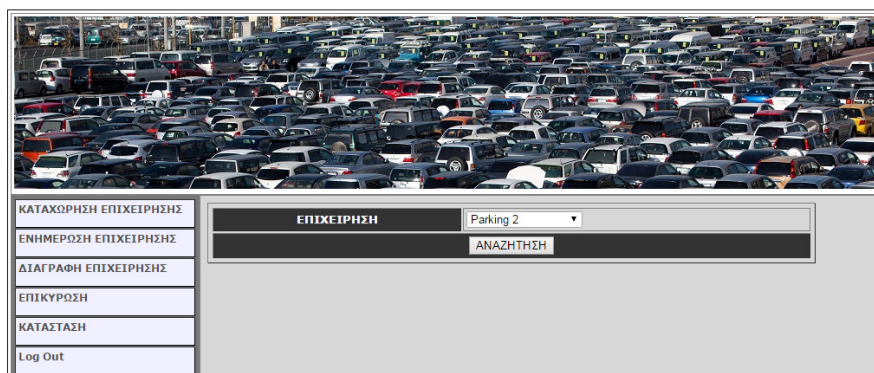 ΚΑΤΑΧΩΡΗΣΗ ΕΠΙΧΕΙΡΗΣΗΣ
ΕΝΗΜΕΡΩΣΗ ΕΠΙΧΕΙΡΗΣΗΣ
ΔΙΑΓΡΑΦΗ ΕΠΙΧΕΙΡΗΣΗΣ
ΕΠΙΚΥΡΩΣΗ
ΚΑΤΑΣΤΑΣΗ
Log Out
ΕΠΙΧΕΙΡΗΣΗ Parking 2
ΑΝΑΖΗΤΗΣΗ